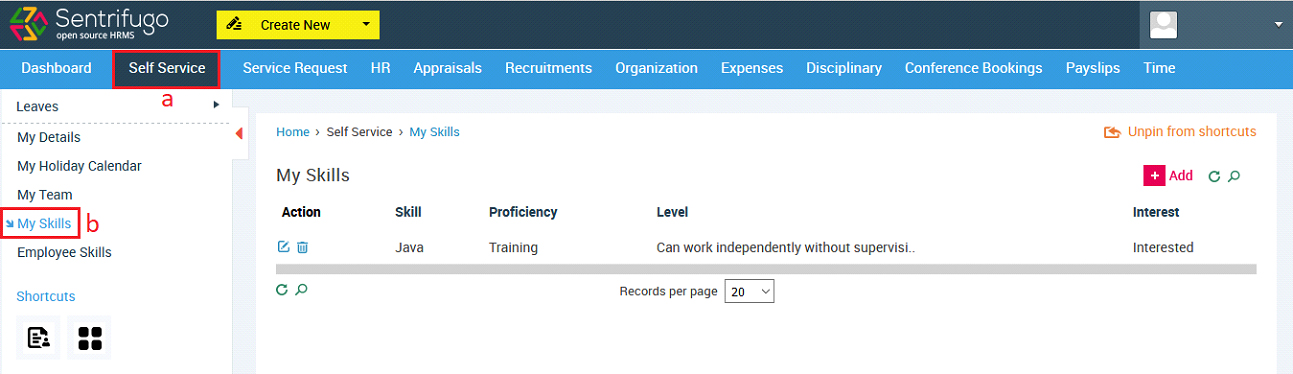 Sentrifugo
open source HRMS
Create New
Dashboard Self Service Service Request HR Appraisals Recruitments Organization Expenses Disciplinary Conference Bookings Payslips Time
a
Leaves
My Details
My Holiday Calendar
My Team
My Skills b
Employee Skills
Shortcuts
Home › Self Service › My Skills Unpin from shortcuts
My Skills + Add
Action Skill Proficiency Level Interest
Java Training Can work independently without supervisi.. Interested
Records per page 20